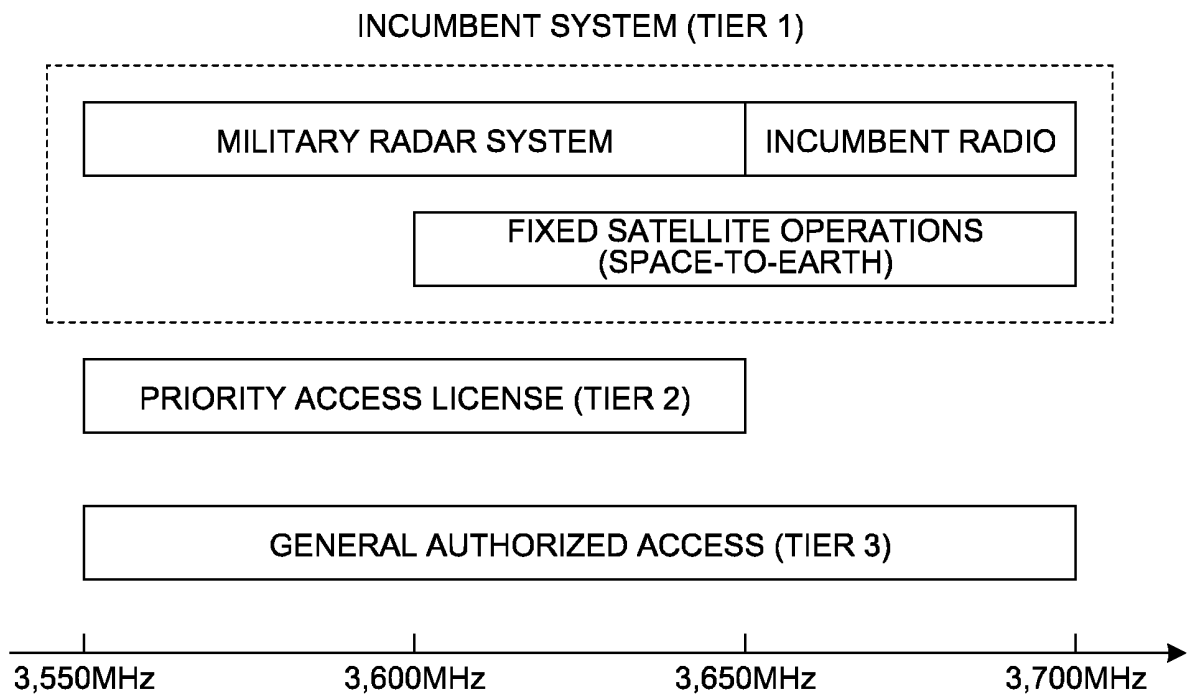 INCUMBENT SYSTEM (TIER 1)
MILITARY RADAR SYSTEM
INCUMBENT RADIO
FIXED SATELLITE OPERATIONS
(SPACE-TO-EARTH)
PRIORITY ACCESS LICENSE (TIER 2)
GENERAL AUTHORIZED ACCESS (TIER 3)
3,550MHz 3,600MHz 3,650MHz 3,700MHz